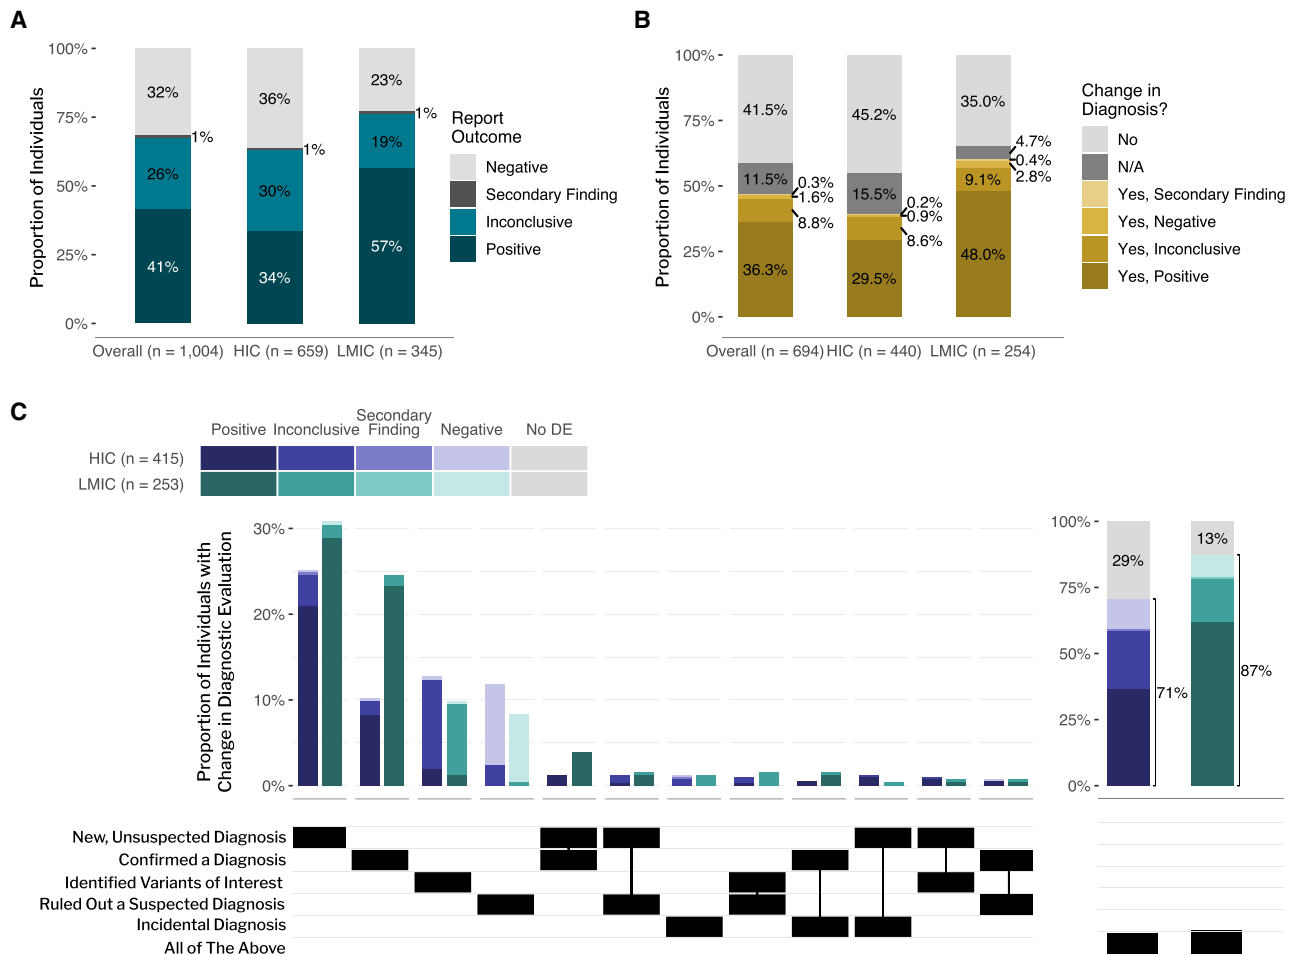 A
100%
75%
50%
25%
0%
Proportion of Individuals
32%
1%
26%
41%
36%
1%
30%
34%
23%
1%
19%
57%
Overall (n = 1,004)
HIC (n = 659)
LMIC (n = 345)
Report
Outcome
Negative
Secondary Finding
Inconclusive
Positive
B
100%
75%
50%
25%
0%
Proportion of Individuals
41.5%
11.5%
0.3%
1.6%
8.8%
36.3%
45.2%
15.5%
0.2%
0.9%
8.6%
29.5%
35.0%
4.7%
0.4%
2.8%
9.1%
48.0%
Overall (n = 694)
HIC (n = 440)
LMIC (n = 254)
Change in
Diagnosis?
No
N/A
Yes, Secondary Finding
Yes, Negative
Yes, Inconclusive
Yes, Positive
C
Positive
Inconclusive
Secondary
Finding
Negative
No DE
HIC (n = 415)
LMIC (n = 253)
Proportion of Individuals with
Change in Diagnostic Evaluation
30%
20%
10%
0%
100%
75%
50%
25%
0%
29%
71%
13%
87%
New, Unsuspected Diagnosis
Confirmed a Diagnosis
Identified Variants of Interest
Ruled Out a Suspected Diagnosis
Incidental Diagnosis
All of The Above